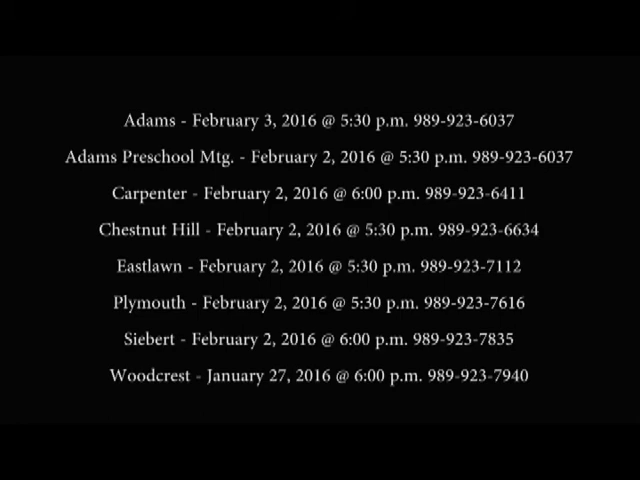 Adams - February 3, 2016 @ 5:30 p.m. 989-923-6037
Adams Preschool Mtg. - February 2, 2016 @ 5:30 p.m. 989-923-6037
Carpenter - February 2, 2016 @ 6:00 p.m. 989-923-6411
Chestnut Hill - February 2, 2016 @ 5:30 p.m. 989-923-6634
Eastlawn - February 2, 2016 @ 5:30 p.m. 989-923-7112
Plymouth - February 2, 2016 @ 5:30 p.m. 989-923-7616
Siebert - February 2, 2016 @ 6:00 p.m. 989-923-7835
Woodcrest - January 27, 2016 @ 6:00 p.m. 989-923-7940